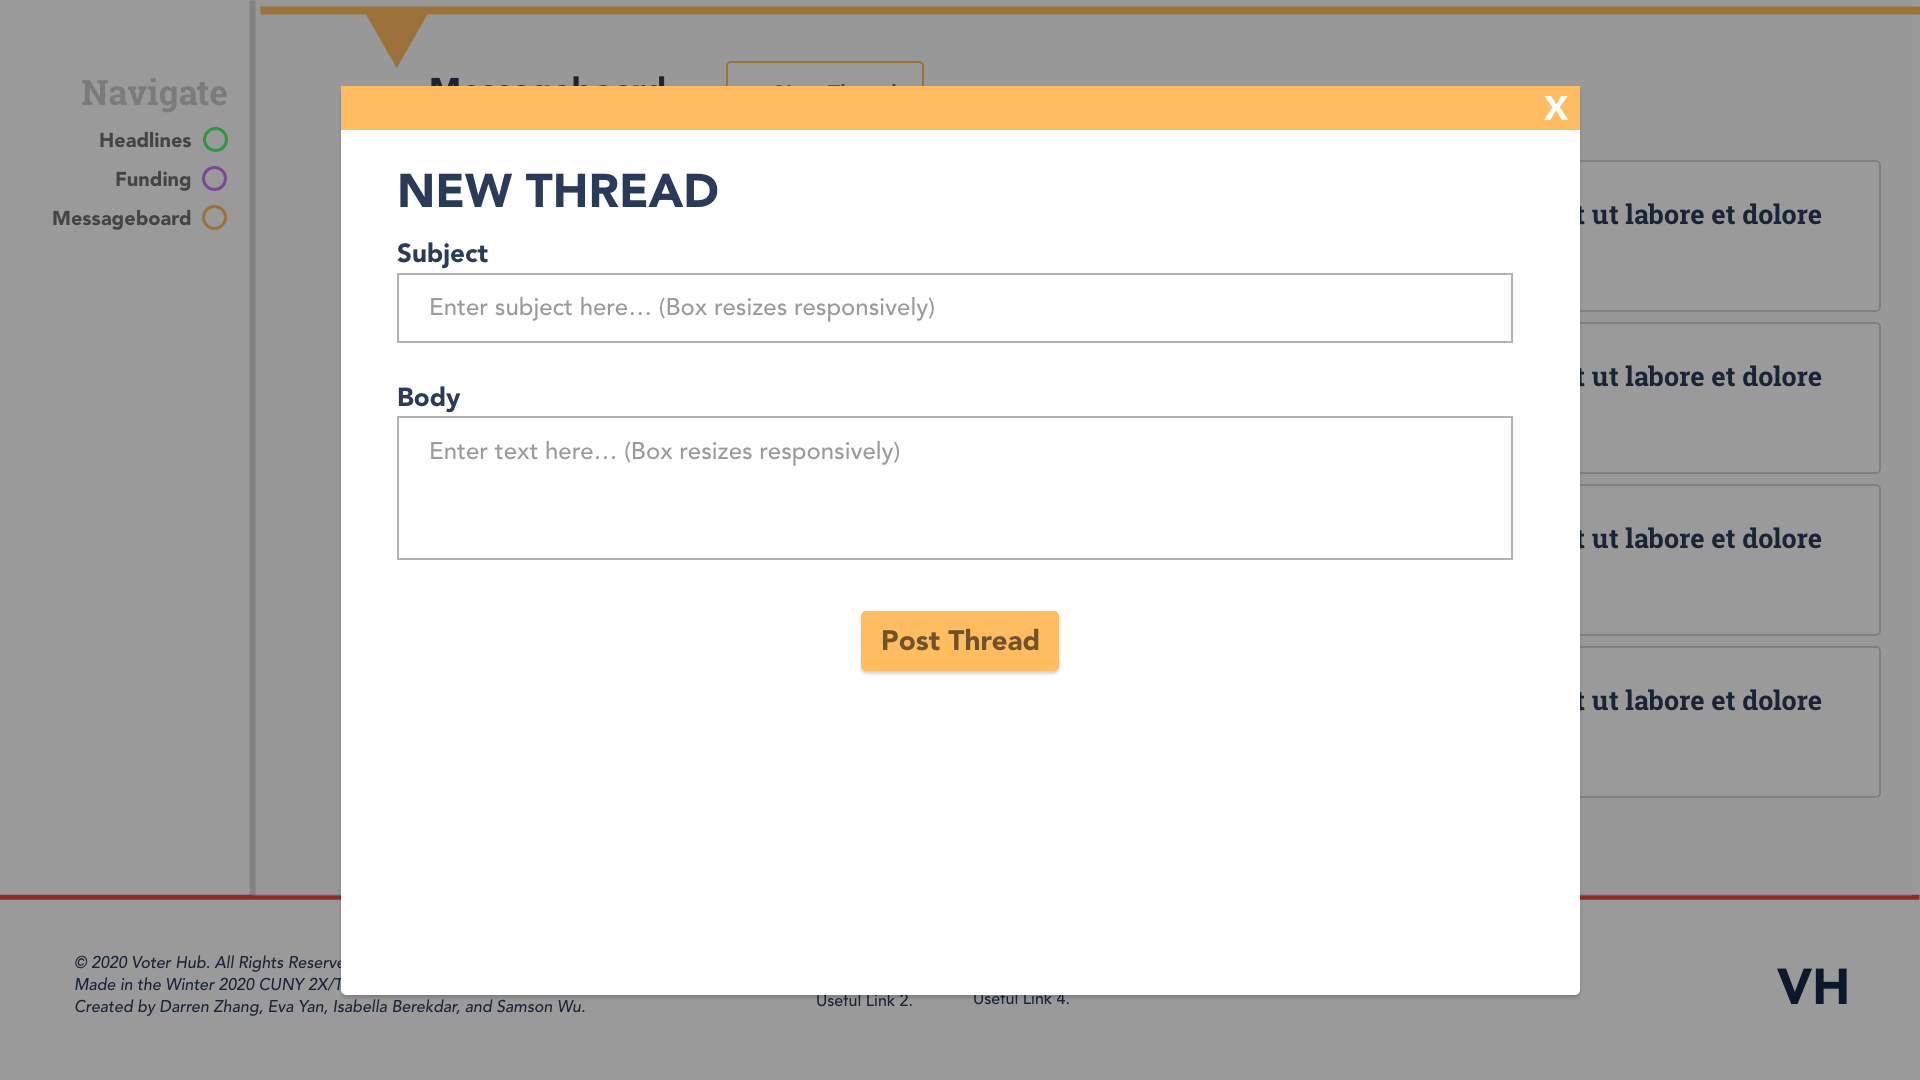 Navigate
Headlines
Funding
Messageboard
Messageboard
X
NEW THREAD
Subject
Enter subject here… (Box resizes responsively)
Body
Enter text here… (Box resizes responsively)
Post Thread
t ut labore et dolore
t ut labore et dolore
t ut labore et dolore
t ut labore et dolore
© 2020 Voter Hub. All Rights Reserve
Made in the Winter 2020 CUNY 2X/T
Created by Darren Zhang, Eva Yan, Isabella Berekdar, and Samson Wu.
Useful Link 2.
Useful Link 4.
VH